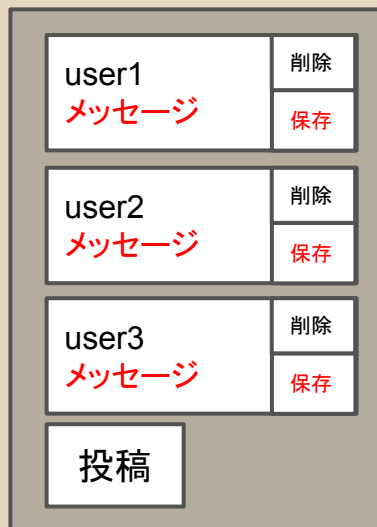 user1
メッセージ
削除
保存
user2
メッセージ
削除
保存
user3
メッセージ
削除
保存
投稿